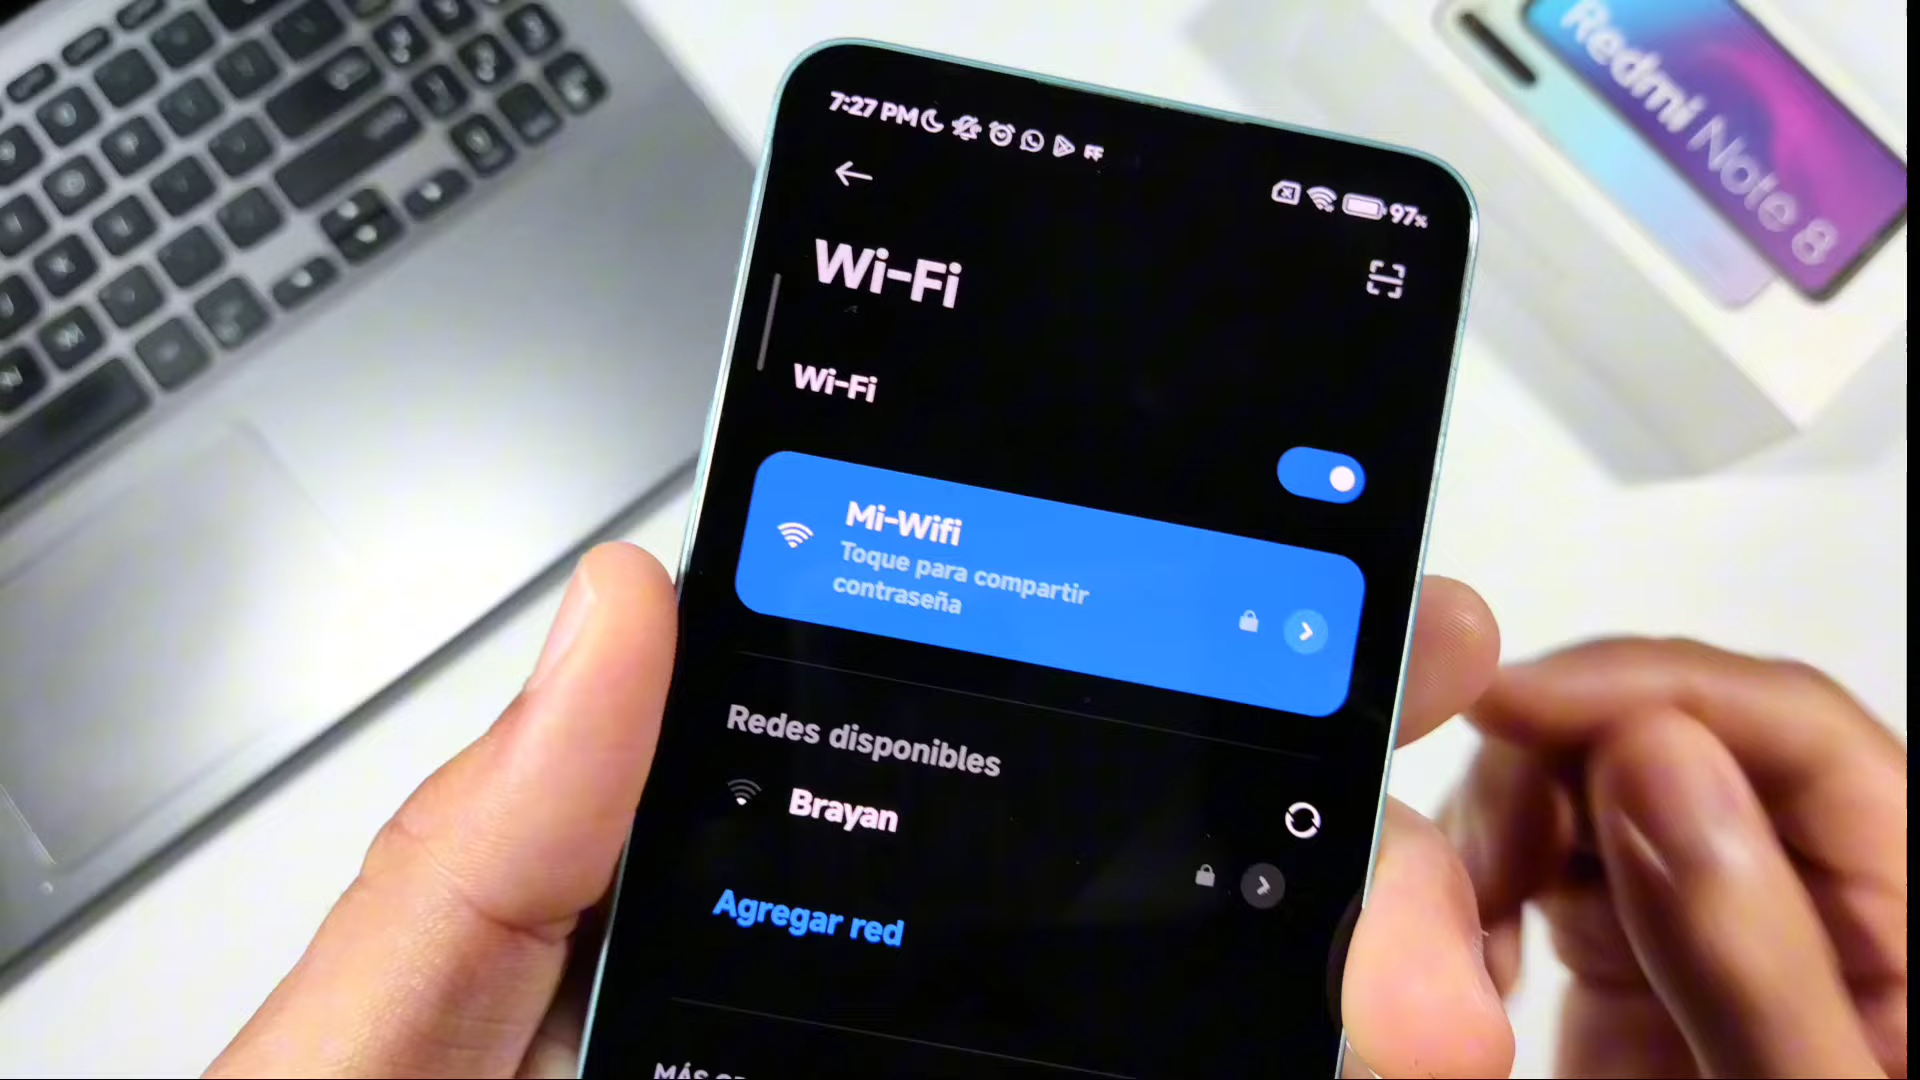 Redmi Note 8
7:27 PM
97%
Wi-Fi
Wi-Fi
Mi-Wifi
Toque para compartir
contraseña
Redes disponibles
Brayan
Agregar red
MÁS